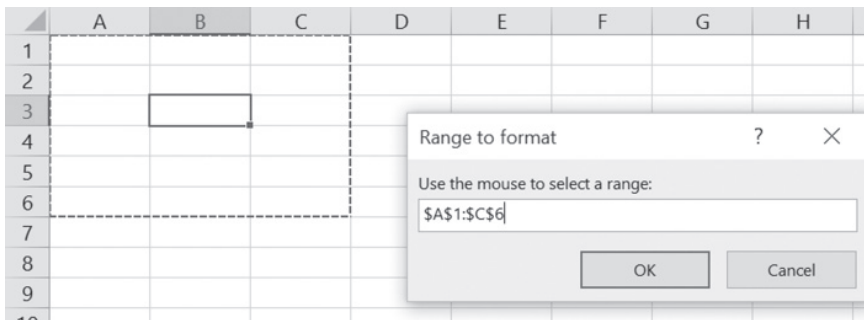 A B C D E F G H
1
2
3
4
5
6
7
8
9
10
Range to format ? ×
Use the mouse to select a range:
$A$1:$C$6
OK Cancel